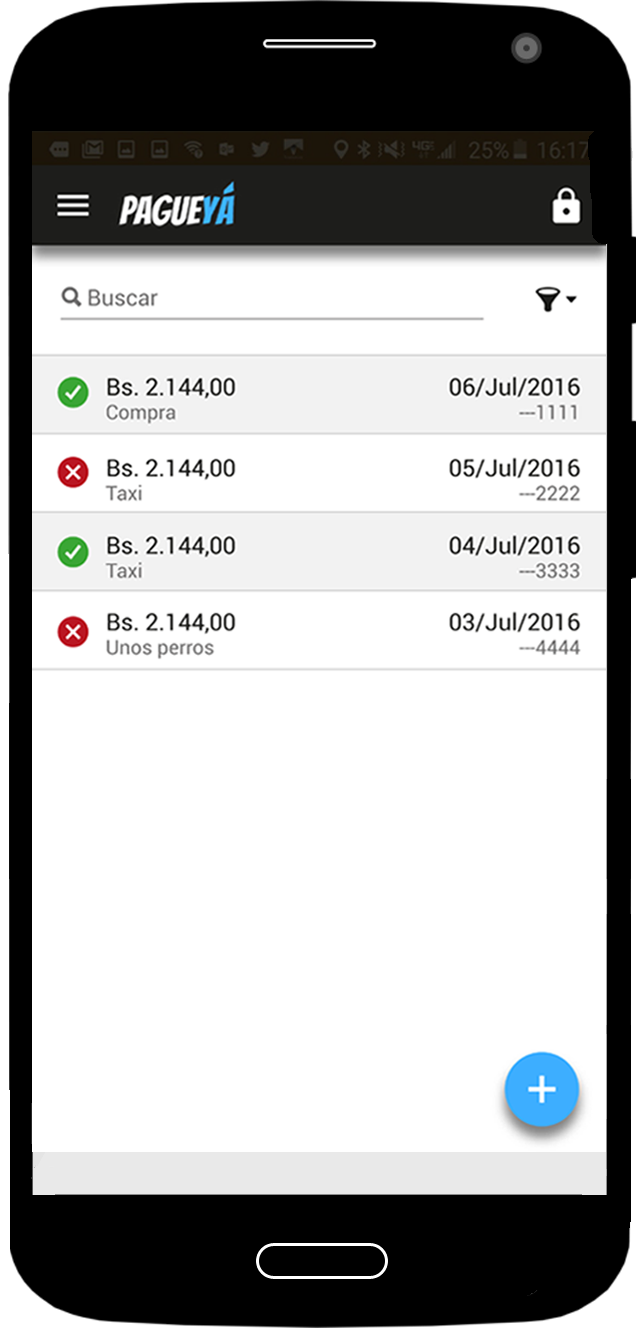 4G 25% 16:17
PAGUEYÁ
Buscar
Bs. 2.144,00 06/Jul/2016
Compra ---1111
Bs. 2.144,00 05/Jul/2016
Taxi ---2222
Bs. 2.144,00 04/Jul/2016
Taxi ---3333
Bs. 2.144,00 03/Jul/2016
Unos perros ---4444